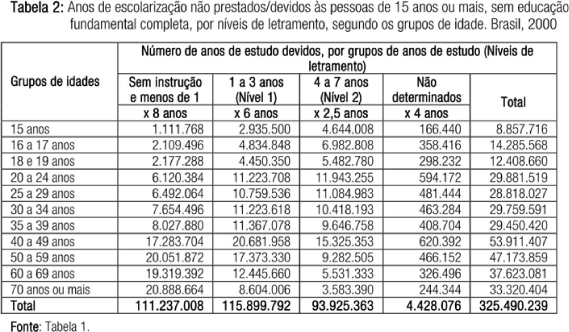 Tabela 2: Anos de escolarização não prestados/devidos às pessoas de 15 anos ou mais, sem educação
fundamental completa, por níveis de letramento, segundo os grupos de idade. Brasil, 2000
Grupos de idades
Número de anos de estudo devidos, por grupos de anos de estudo (Níveis de
letramento)
Sem instrução 1 a 3 anos 4 a 7 anos Não Total
e menos de 1 (Nível 1) (Nível 2) determinados
x 8 anos x 6 anos x 2,5 anos x 4 anos
15 anos 1.111.768 2.935.500 4.644.008 166.440 8.857.716
16 a 17 anos 2.109.496 4.834.848 6.982.808 358.416 14.285.568
18 e 19 anos 2.177.288 4.450.350 5.482.780 298.232 12.408.660
20 a 24 anos 6.120.384 11.223.708 11.943.255 594.172 29.881.519
25 a 29 anos 6.492.064 10.759.536 11.084.983 481.444 28.818.027
30 a 34 anos 7.654.496 11.223.618 10.418.193 463.284 29.759.591
35 a 39 anos 8.027.880 11.367.078 9.646.758 408.704 29.450.420
40 a 49 anos 17.283.704 20.681.958 15.325.353 620.392 53.911.407
50 a 59 anos 20.051.872 17.373.330 9.282.505 466.152 47.173.859
60 a 69 anos 19.319.392 12.445.660 5.531.333 326.496 37.623.081
70 anos ou mais 20.888.664 8.604.006 3.583.390 244.344 33.320.404
Total 111.237.008 115.899.792 93.925.363 4.428.076 325.490.239
Fonte: Tabela 1.